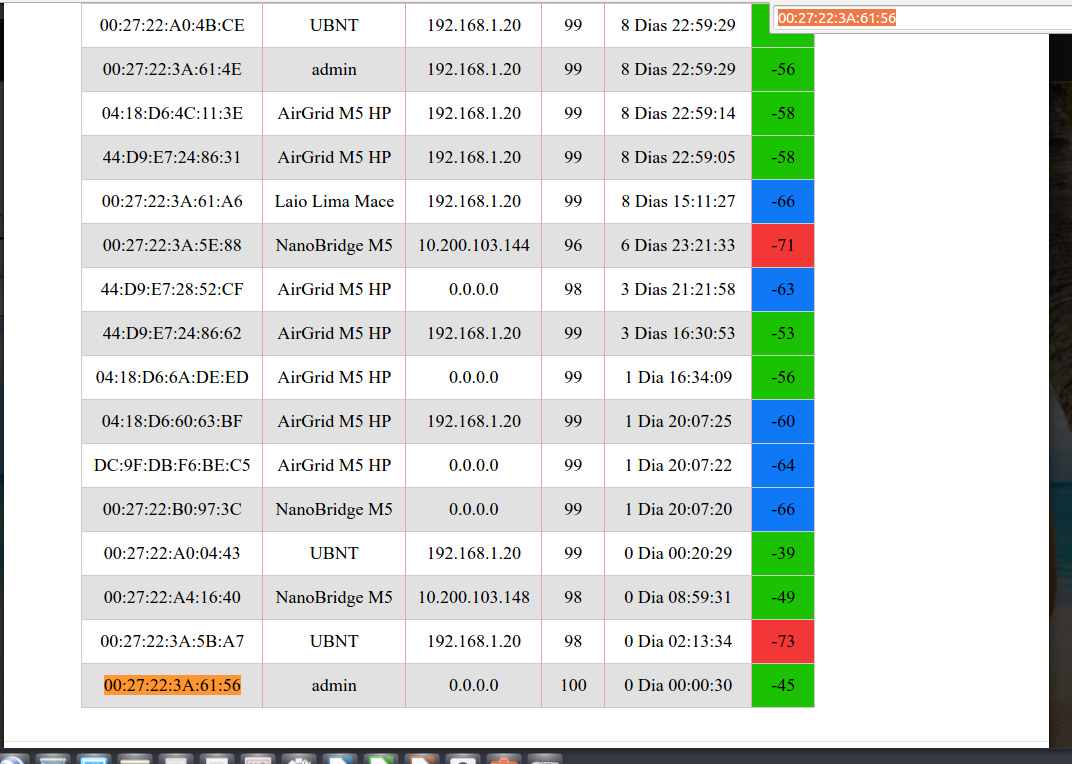 00:27:22:3A:61:56
00:27:22:A0:4B:CE UBNT 192.168.1.20 99 8 Dias 22:59:29
00:27:22:3A:61:4E admin 192.168.1.20 99 8 Dias 22:59:29 -56
04:18:D6:4C:11:3E AirGrid M5 HP 192.168.1.20 99 8 Dias 22:59:14 -58
44:D9:E7:24:86:31 AirGrid M5 HP 192.168.1.20 99 8 Dias 22:59:05 -58
00:27:22:3A:61:A6 Laio Lima Mace 192.168.1.20 99 8 Dias 15:11:27 -66
00:27:22:3A:5E:88 NanoBridge M5 10.200.103.144 96 6 Dias 23:21:33 -71
44:D9:E7:28:52:CF AirGrid M5 HP 0.0.0.0 98 3 Dias 21:21:58 -63
44:D9:E7:24:86:62 AirGrid M5 HP 192.168.1.20 99 3 Dias 16:30:53 -53
04:18:D6:6A:DE:ED AirGrid M5 HP 0.0.0.0 99 1 Dia 16:34:09 -56
04:18:D6:60:63:BF AirGrid M5 HP 192.168.1.20 99 1 Dia 20:07:25 -60
DC:9F:DB:F6:BE:C5 AirGrid M5 HP 0.0.0.0 99 1 Dia 20:07:22 -64
00:27:22:B0:97:3C NanoBridge M5 0.0.0.0 99 1 Dia 20:07:20 -66
00:27:22:A0:04:43 UBNT 192.168.1.20 99 0 Dia 00:20:29 -39
00:27:22:A4:16:40 NanoBridge M5 10.200.103.148 98 0 Dia 08:59:31 -49
00:27:22:3A:5B:A7 UBNT 192.168.1.20 98 0 Dia 02:13:34 -73
00:27:22:3A:61:56 admin 0.0.0.0 100 0 Dia 00:00:30 -45